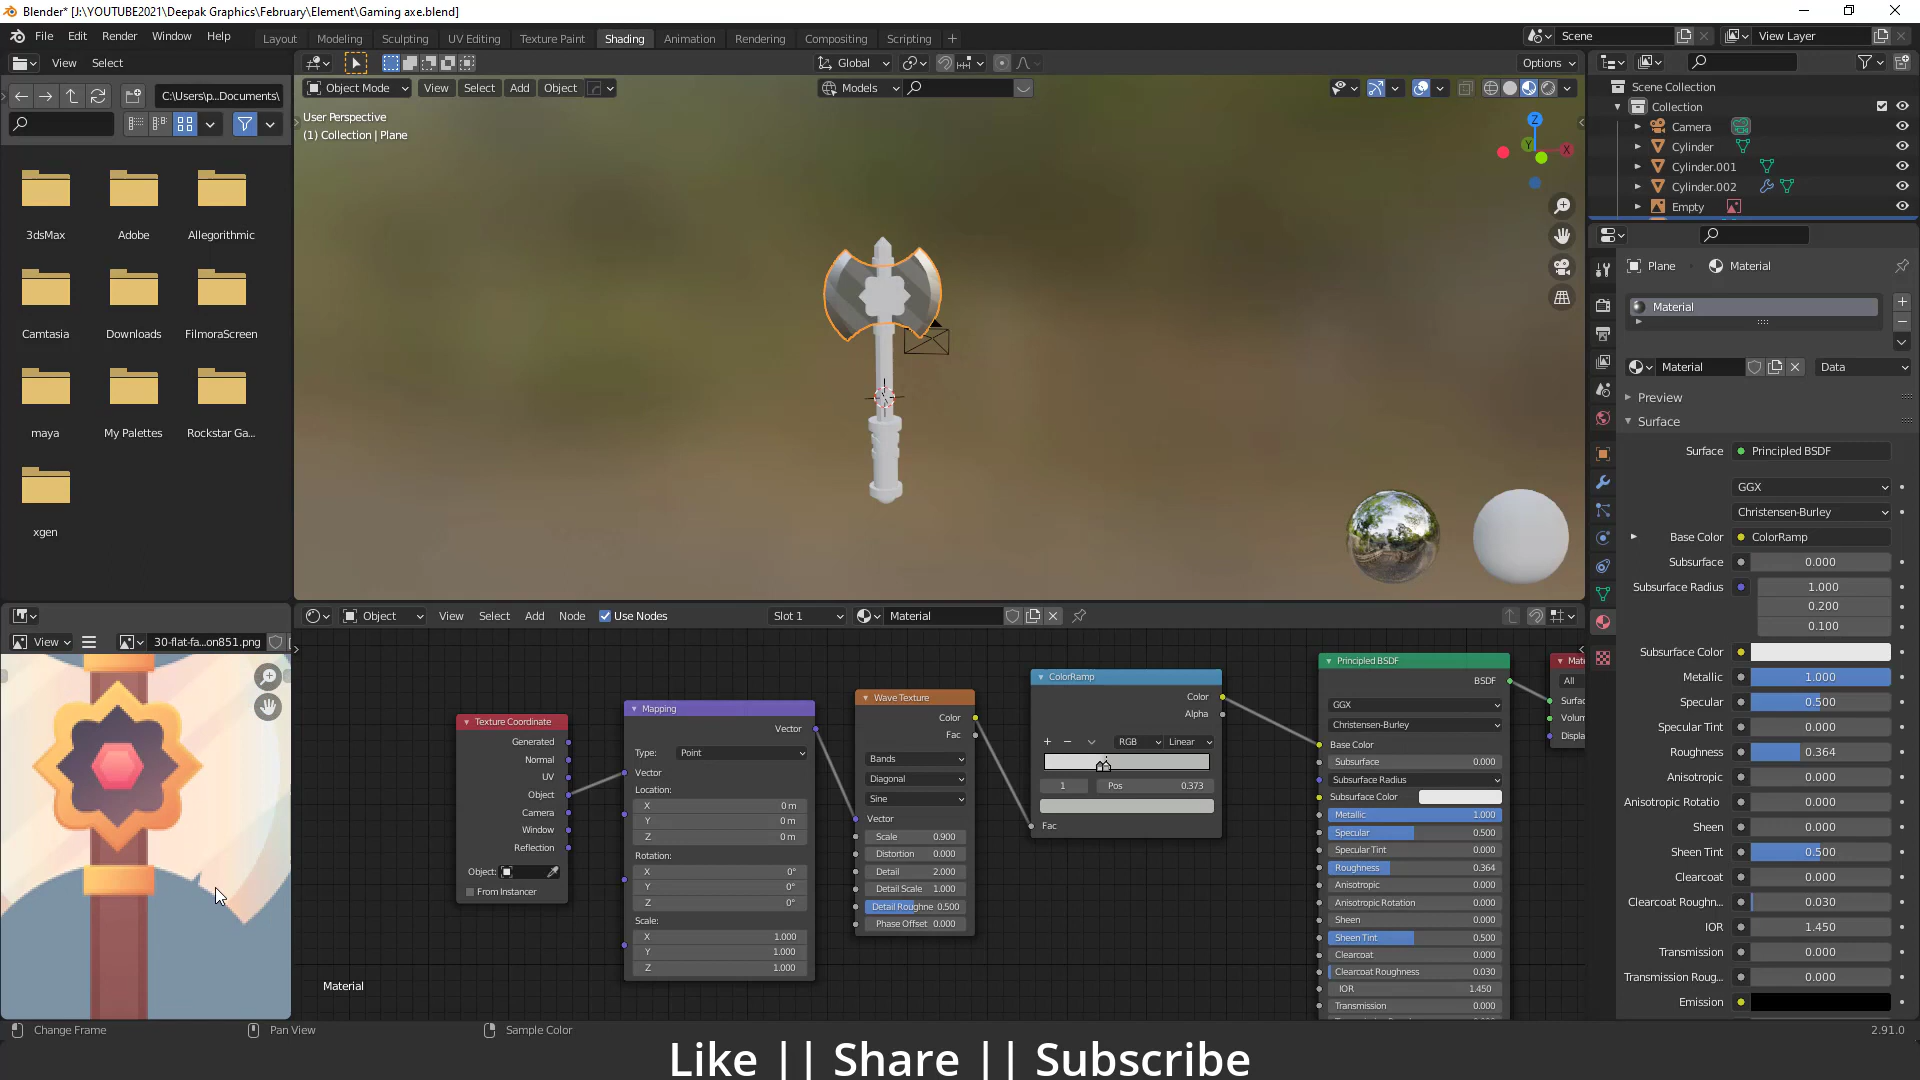 Blender* [J:\YOUTUBE2021\Deepak Graphics\February\Element\Gaming axe.blend]
File Edit Render Window Help
Layout Modeling Sculpting UV Editing Texture Paint Shading Animation Rendering Compositing Scripting
Scene
View Layer
View Select
Global
Options
C:\Users\p...Documents\
Object Mode
View Select Add Object
Models
User Perspective
(1) Collection | Plane
Z
Y
X
3dsMax
Adobe
Allegorithmic
Camtasia
Downloads
FilmoraScreen
maya
My Palettes
Rockstar Ga...
xgen
Scene Collection
Collection
Camera
Cylinder
Cylinder.001
Cylinder.002
Empty
Plane
Material
Material
Material
Data
Preview
Surface
Surface
Principled BSDF
GGX
Christensen-Burley
Base Color
ColorRamp
Subsurface 0.000
Subsurface Radius 1.000
0.200
0.100
Subsurface Color
Metallic 1.000
Specular 0.500
Specular Tint 0.000
Roughness 0.364
Anisotropic 0.000
Anisotropic Rotatio 0.000
Sheen 0.000
Sheen Tint 0.500
Clearcoat 0.000
Clearcoat Roughn... 0.030
IOR 1.450
Transmission 0.000
Transmission Roug... 0.000
Emission
View
30-flat-fa...on851.png
Object
View Select Add Node
Use Nodes
Slot 1
Material
Texture Coordinate
Generated
Normal
UV
Object
Camera
Window
Reflection
Object:
From Instancer
Mapping
Vector
Type: Point
Vector
Location:
X 0 m
Y 0 m
Z 0 m
Rotation:
X 0°
Y 0°
Z 0°
Scale:
X 1.000
Y 1.000
Z 1.000
Wave Texture
Color
Fac
Bands
Diagonal
Sine
Vector
Scale 0.900
Distortion 0.000
Detail 2.000
Detail Scale 1.000
Detail Roughne 0.500
Phase Offset 0.000
ColorRamp
Color
Alpha
RGB
Linear
1
Pos 0.373
Fac
Principled BSDF
BSDF
GGX
Christensen-Burley
Base Color
Subsurface 0.000
Subsurface Radius
Subsurface Color
Metallic 1.000
Specular 0.500
Specular Tint 0.000
Roughness 0.364
Anisotropic 0.000
Anisotropic Rotation 0.000
Sheen 0.000
Sheen Tint 0.500
Clearcoat 0.000
Clearcoat Roughness 0.030
IOR 1.450
Transmission 0.000
Mate
All
Surfac
Volum
Displa
Material
Change Frame
Pan View
Sample Color
2.91.0
Like || Share || Subscribe